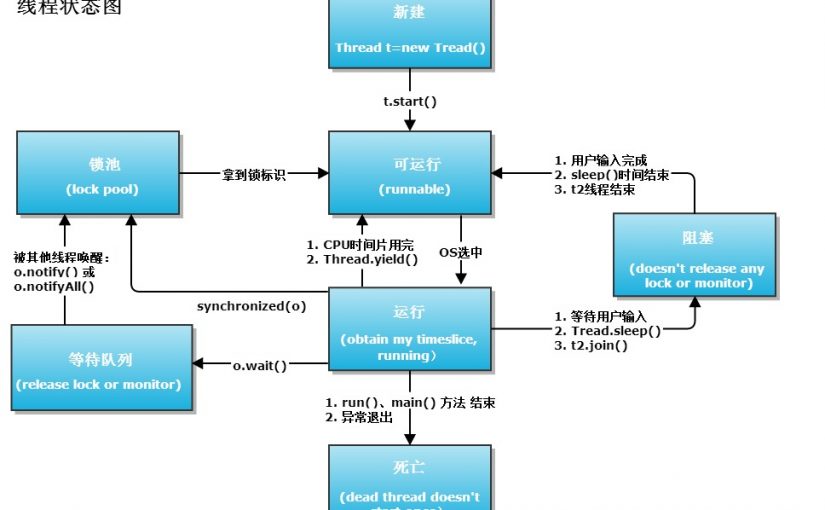 线程状态图
新建
Thread t=new Tread()
t.start()
锁池
(lock pool)
拿到锁标识
可运行
(runnable)
1. 用户输入完成
2. sleep()时间结束
3. t2线程结束
被其他线程唤醒：
o.notify() 或
o.notifyAll()
1. CPU时间片用完
2. Thread.yield()
OS选中
阻塞
(doesn't release any
lock or monitor)
synchronized(o)
运行
(obtain my timeslice,
running）
1. 等待用户输入
2. Tread.sleep()
3. t2.join()
等待队列
(release lock or monitor)
o.wait()
1. run()、main() 方法 结束
2. 异常退出
死亡
(dead thread doesn't